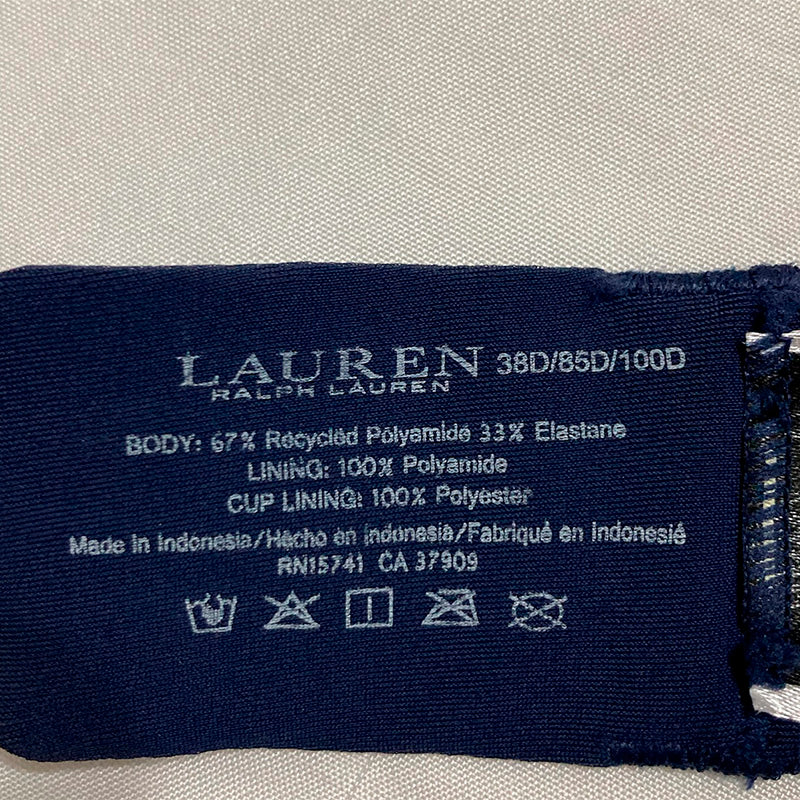 LAUREN 38D/85D/100D
RALPH LAUREN
BODY: 67% Recycled Polyamide 33% Elastane
LINING: 100% Polyamide
CUP LINING: 100% Polyester
Made in Indonesia/Hecho en Indonesia/Fabriqué en Indonesié
RN15741 CA 37909